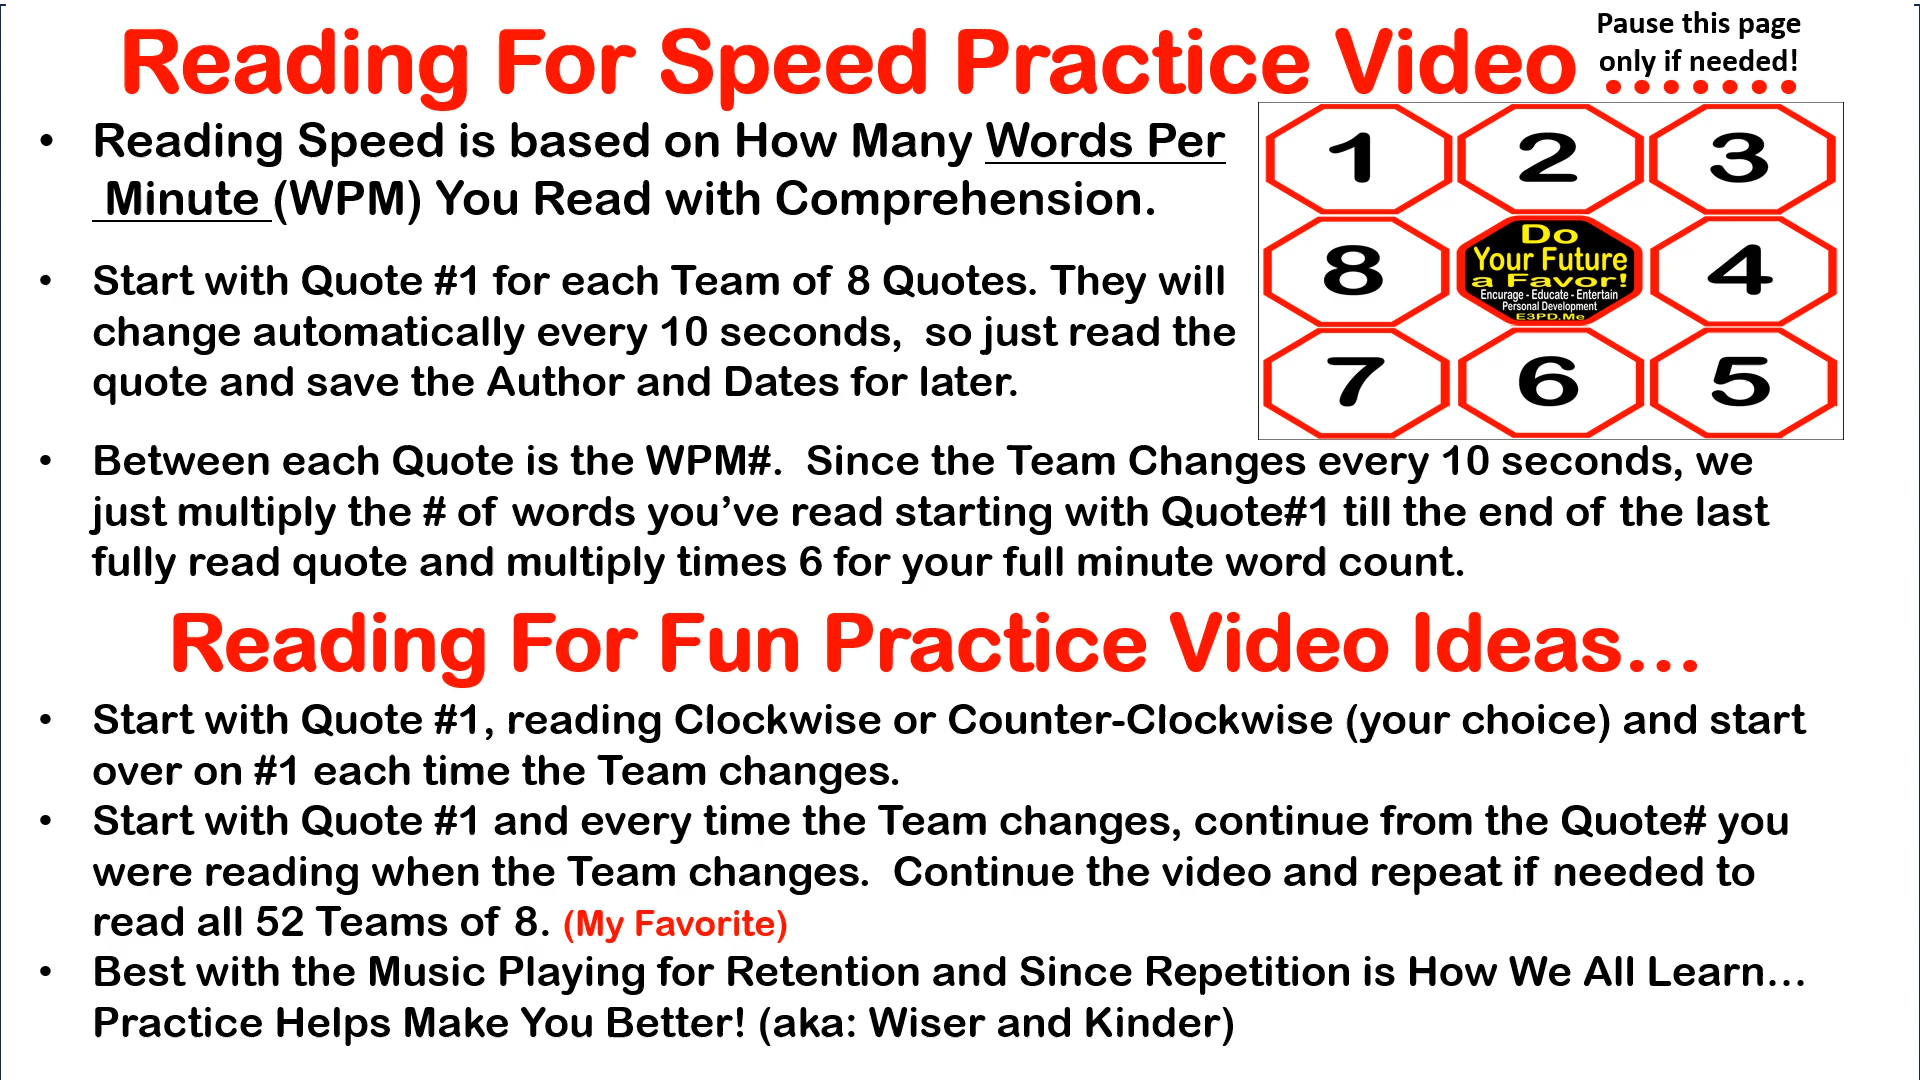 Reading For Speed Practice Video .......
Pause this page
only if needed!
• Reading Speed is based on How Many Words Per
Minute (WPM) You Read with Comprehension.
• Start with Quote #1 for each Team of 8 Quotes. They will
change automatically every 10 seconds,  so just read the
quote and save the Author and Dates for later.
1 2 3
8 4
Do
Your Future
a Favor!
Encurage - Educate - Entertain
Personal Development
E3PD.Me
7 6 5
• Between each Quote is the WPM#.  Since the Team Changes every 10 seconds, we
just multiply the # of words you’ve read starting with Quote#1 till the end of the last
fully read quote and multiply times 6 for your full minute word count.
Reading For Fun Practice Video Ideas...
• Start with Quote #1, reading Clockwise or Counter-Clockwise (your choice) and start
over on #1 each time the Team changes.
• Start with Quote #1 and every time the Team changes, continue from the Quote# you
were reading when the Team changes.  Continue the video and repeat if needed to
read all 52 Teams of 8. (My Favorite)
• Best with the Music Playing for Retention and Since Repetition is How We All Learn...
Practice Helps Make You Better! (aka: Wiser and Kinder)